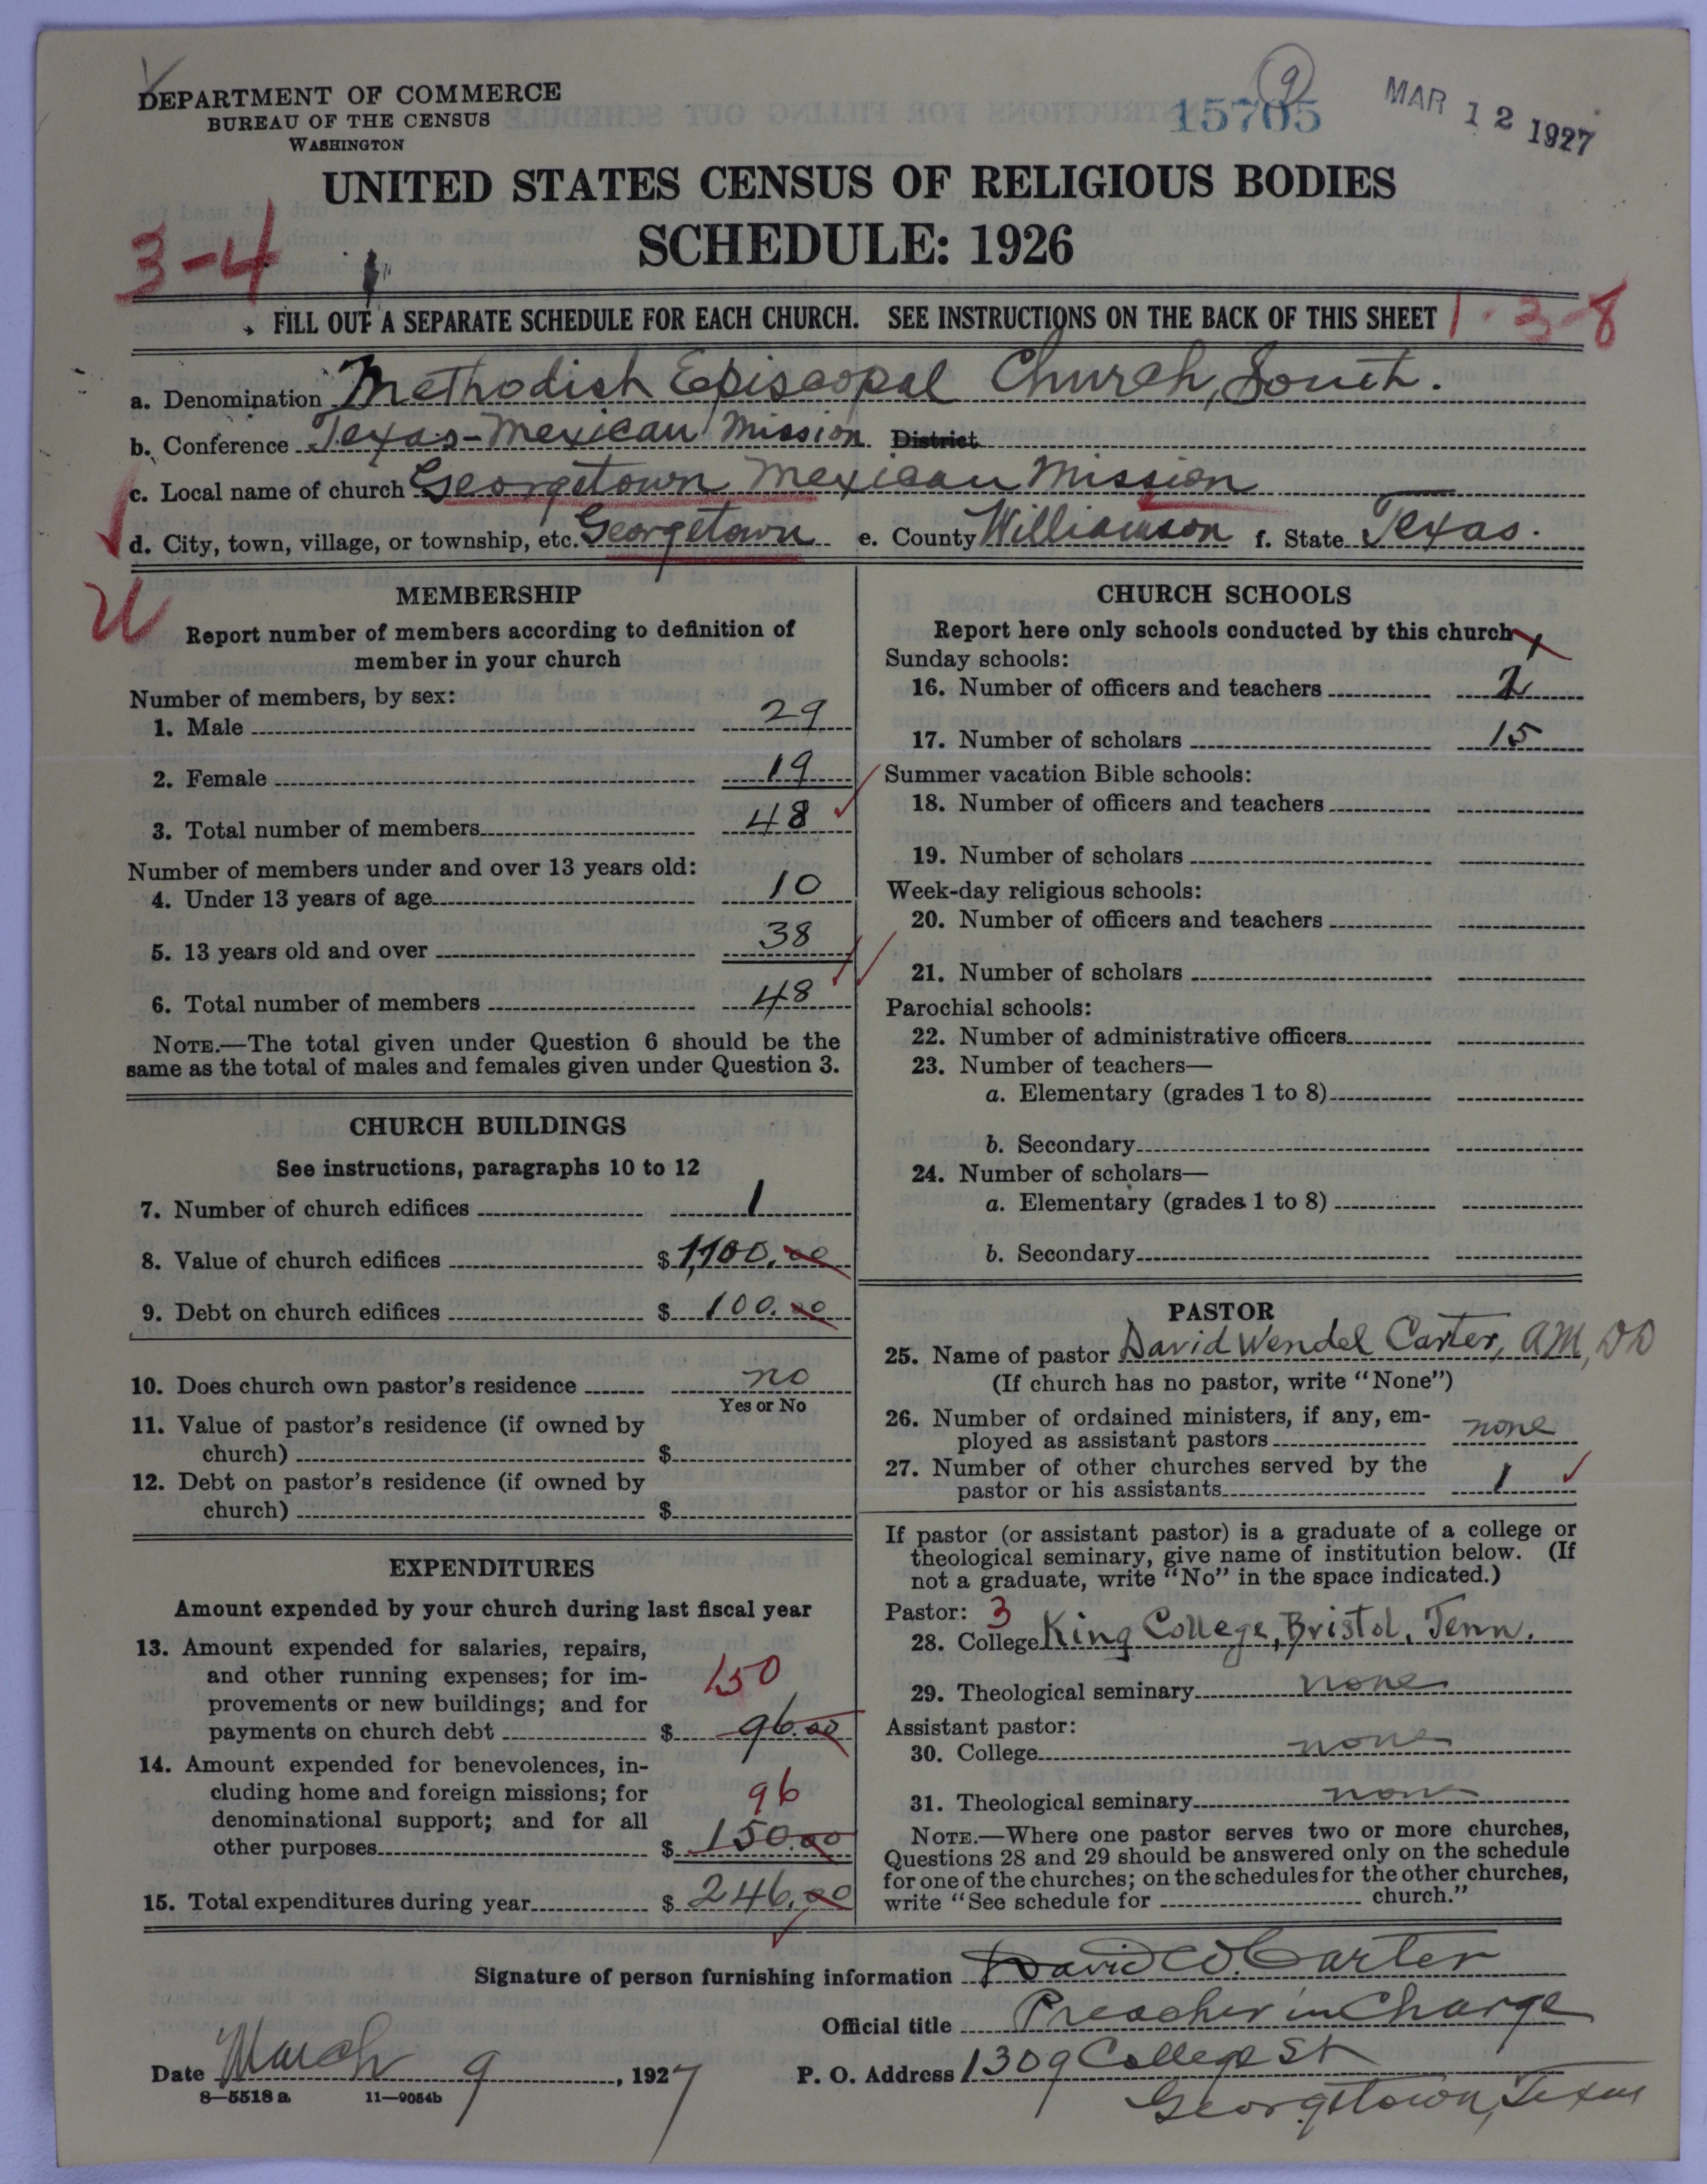 DEPARTMENT OF COMMERCE
BUREAU OF THE CENSUS
WASHINGTON
9
15705
MAR 12 1927
UNITED STATES CENSUS OF RELIGIOUS BODIES
SCHEDULE: 1926
3-4
FILL OUT A SEPARATE SCHEDULE FOR EACH CHURCH. SEE INSTRUCTIONS ON THE BACK OF THIS SHEET
1-3-8
a. Denomination Methodish Episcopal Church, South.
b. Conference Texas-Mexican Mission District
c. Local name of church Georgetown Mexican Mission
d. City, town, village, or township, etc. Georgetown e. County Williamson f. State Texas.
MEMBERSHIP
Report number of members according to definition of
member in your church
Number of members, by sex:
1. Male 29
2. Female 19
3. Total number of members 48
Number of members under and over 13 years old:
4. Under 13 years of age 10
5. 13 years old and over 38
6. Total number of members 48
NOTE.—The total given under Question 6 should be the
same as the total of males and females given under Question 3.
CHURCH BUILDINGS
See instructions, paragraphs 10 to 12
7. Number of church edifices 1
8. Value of church edifices $1,100.00
9. Debt on church edifices $ 100.00
10. Does church own pastor's residence no
Yes or No
11. Value of pastor's residence (if owned by
church) $
12. Debt on pastor's residence (if owned by
church) $
EXPENDITURES
Amount expended by your church during last fiscal year
13. Amount expended for salaries, repairs,
and other running expenses; for im-
provements or new buildings; and for
150
payments on church debt $ 96.00
14. Amount expended for benevolences, in-
cluding home and foreign missions; for
96
denominational support; and for all
other purposes $ 150.00
15. Total expenditures during year $ 246.00
CHURCH SCHOOLS
Report here only schools conducted by this church
Sunday schools:
16. Number of officers and teachers 2
17. Number of scholars 15
Summer vacation Bible schools:
18. Number of officers and teachers
19. Number of scholars
Week-day religious schools:
20. Number of officers and teachers
21. Number of scholars
Parochial schools:
22. Number of administrative officers
23. Number of teachers—
a. Elementary (grades 1 to 8)
b. Secondary
24. Number of scholars—
a. Elementary (grades 1 to 8)
b. Secondary
PASTOR
25. Name of pastor David Wendel Carter, AM, DD
(If church has no pastor, write "None")
26. Number of ordained ministers, if any, em-
ployed as assistant pastors none
27. Number of other churches served by the
pastor or his assistants 1
If pastor (or assistant pastor) is a graduate of a college or
theological seminary, give name of institution below. (If
not a graduate, write "No" in the space indicated.)
Pastor: 3
28. College King College, Bristol, Tenn.
29. Theological seminary none
Assistant pastor:
30. College none
31. Theological seminary none
NOTE.—Where one pastor serves two or more churches,
Questions 28 and 29 should be answered only on the schedule
for one of the churches; on the schedules for the other churches,
write "See schedule for church."
Signature of person furnishing information David W. Carter
Official title Preacher in Charge
Date March 9, 1927 P. O. Address 1309 College St
Georgetown, Texas
8—5518 a 11—9054b